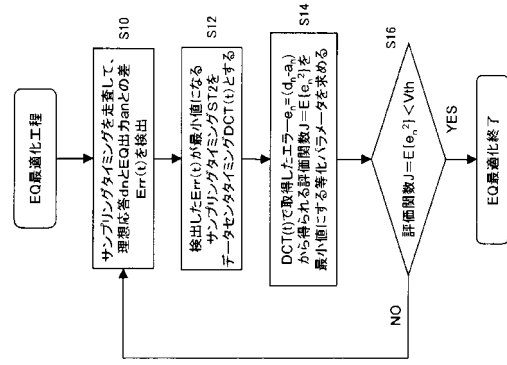 EQ最適化工程
S10
サンプリングタイミングを走査して、
理想応答dnとEQ出力anとの差
Err(t)を検出
S12
検出したErr(t)が最小値になる
サンプリングタイミングST2を
データセンタタイミングDCT(t)とする
S14
DCT(t)で取得したエラーeₙ=(dₙ-aₙ)
から得られる評価関数J=E{eₙ²}を
最小値にする等化パラメータを求める
S16
評価関数J=E{eₙ²}<Vth
NO
YES
EQ最適化終了